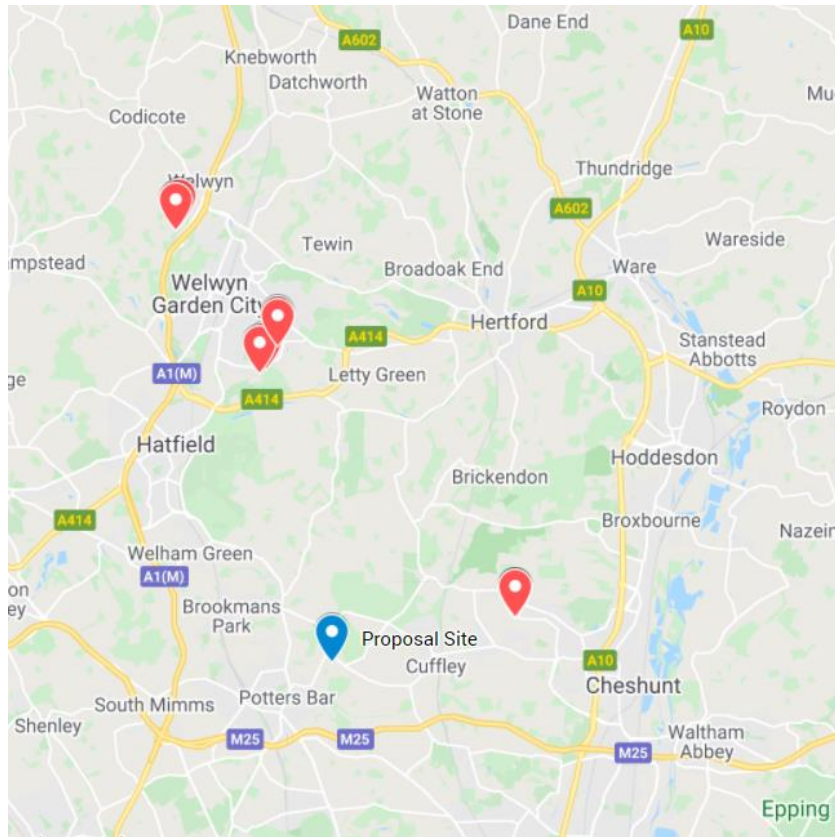 Dane End
A10
A602
Knebworth
Datchworth
Watton
at Stone
Mu
Codicote
Thundridge
Welwyn
A602
Wareside
Tewin
ampstead
Broadoak End
Ware
Welwyn
Garden City
A10
Hertford
A414
Stanstead
Abbotts
A1(M)
Letty Green
ge
A414
Roydon
Hatfield
Hoddesdon
Brickendon
A414
Broxbourne
Nazein
Welham Green
A1(M)
on
ey
Brookmans
Park
Proposal Site
Cuffley
A10
Cheshunt
Potters Bar
South Mimms
Shenley
M25
M25
M25
Waltham
Abbey
Epping